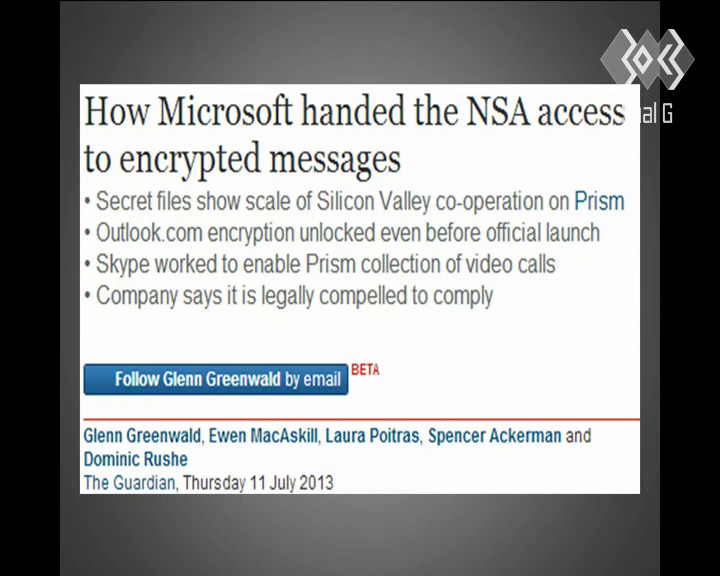 How Microsoft handed the NSA access
to encrypted messages
• Secret files show scale of Silicon Valley co-operation on Prism
• Outlook.com encryption unlocked even before official launch
• Skype worked to enable Prism collection of video calls
• Company says it is legally compelled to comply
Follow Glenn Greenwald by email BETA
Glenn Greenwald, Ewen MacAskill, Laura Poitras, Spencer Ackerman and
Dominic Rushe
The Guardian, Thursday 11 July 2013